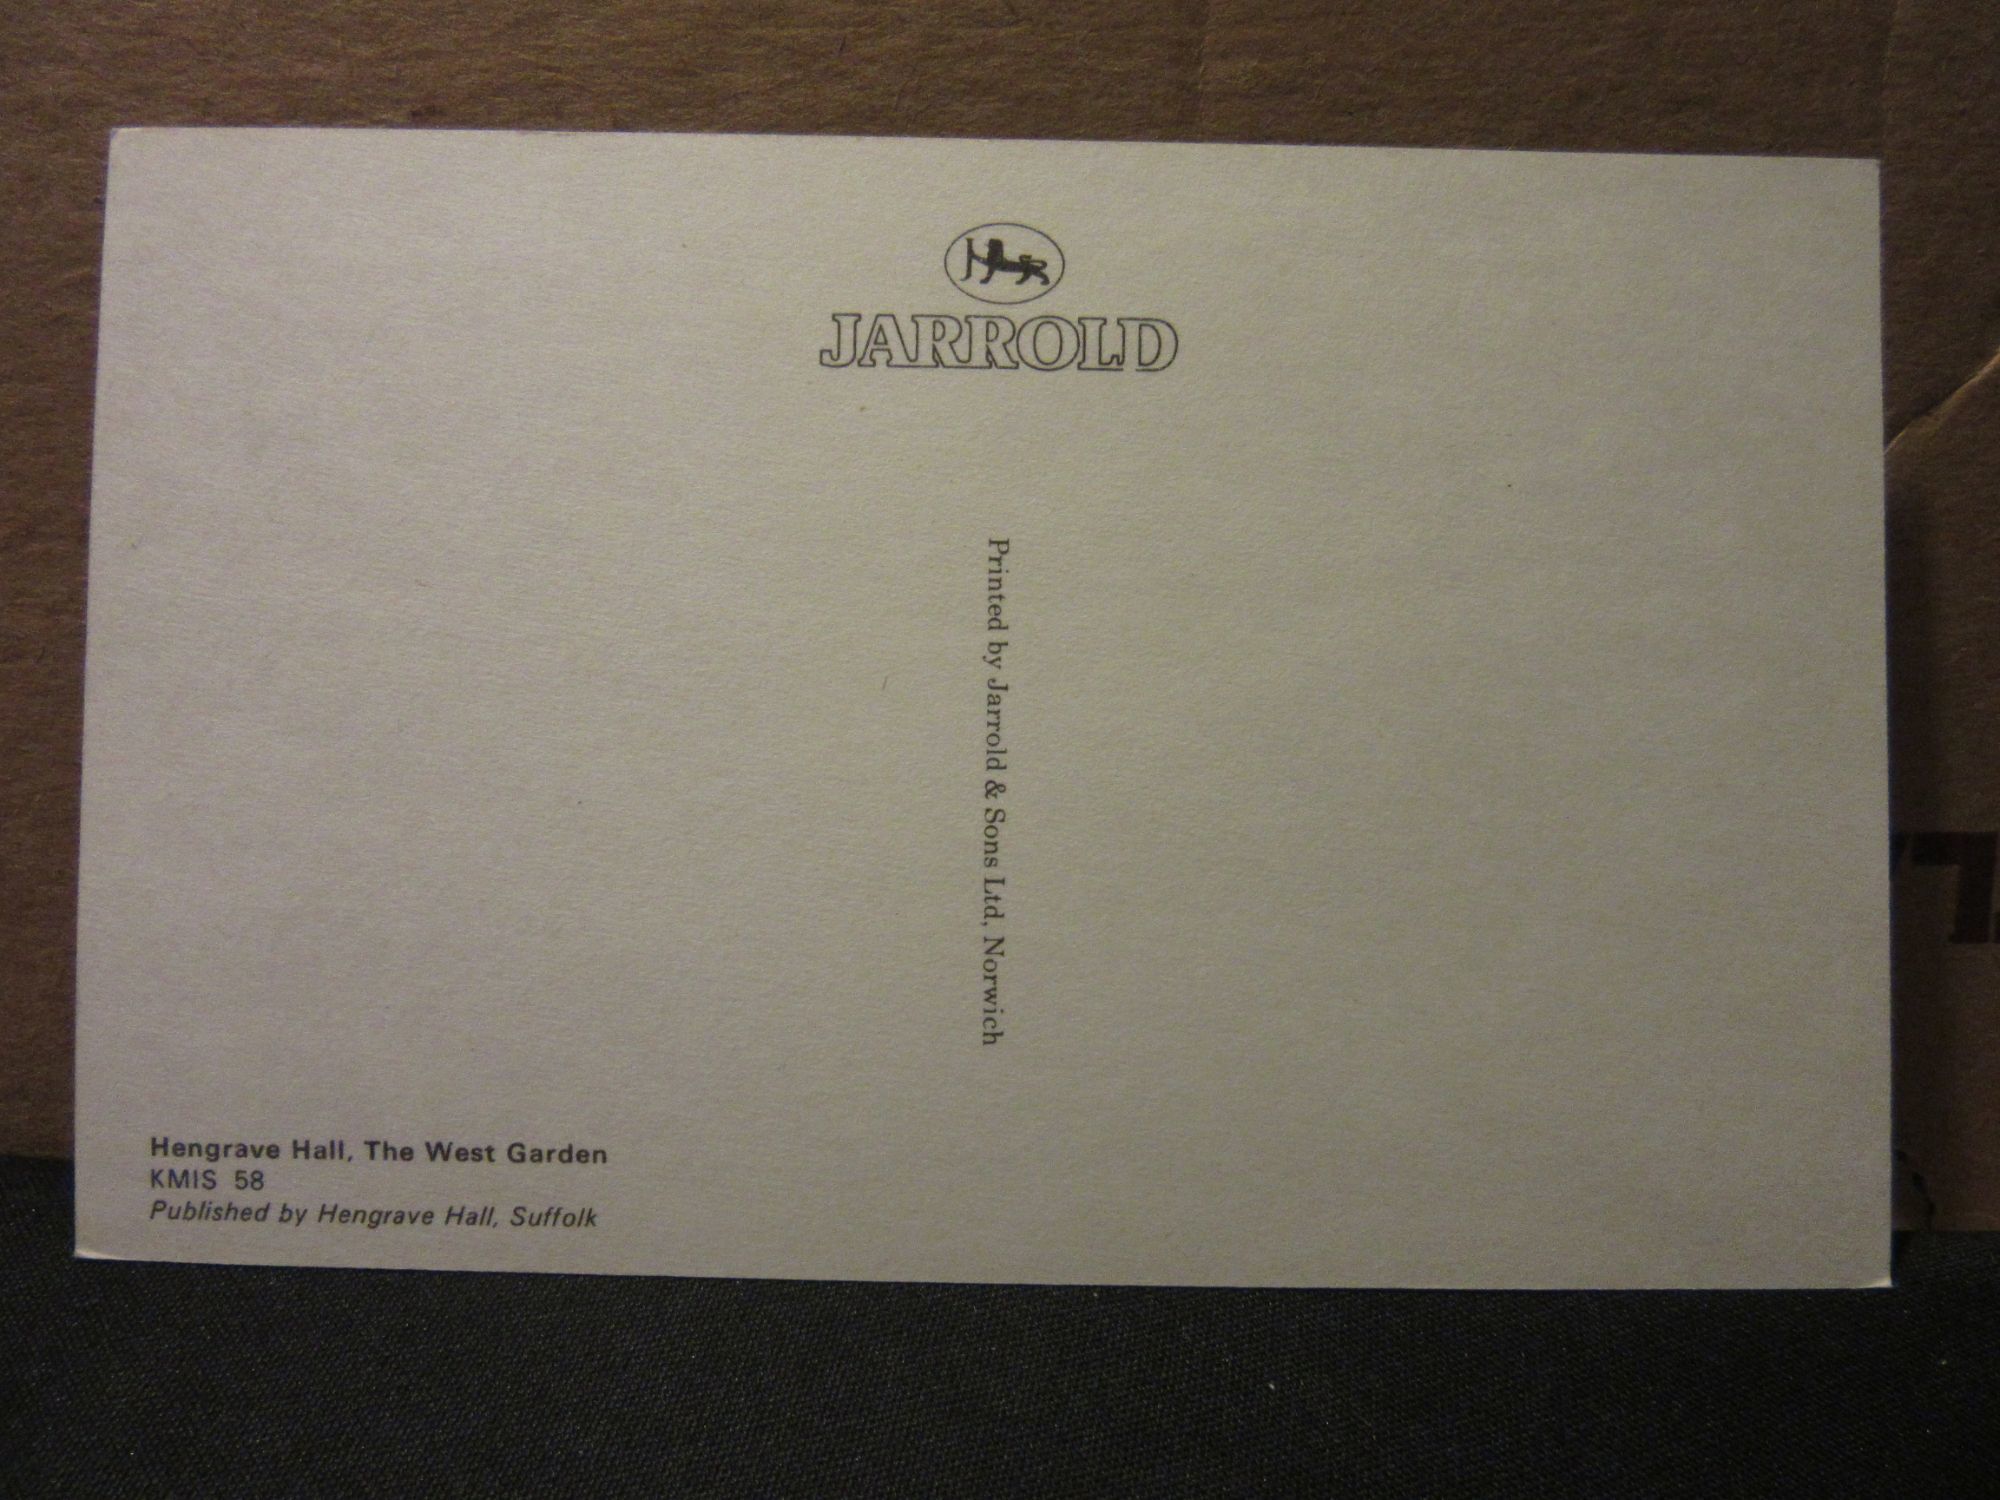 JARROLD
Printed by Jarrold & Sons Ltd, Norwich
Hengrave Hall, The West Garden
KMIS 58
Published by Hengrave Hall, Suffolk